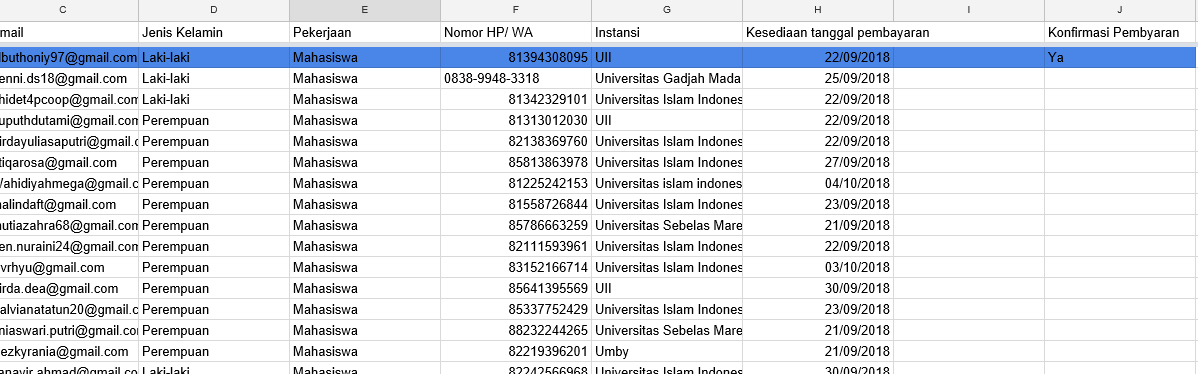 C D E F G H I J
mail Jenis Kelamin Pekerjaan Nomor HP/ WA Instansi Kesediaan tanggal pembayaran Konfirmasi Pembyaran
lbuthoniy97@gmail.com Laki-laki Mahasiswa 81394308095 UII 22/09/2018 Ya
enni.ds18@gmail.com Laki-laki Mahasiswa 0838-9948-3318 Universitas Gadjah Mada 25/09/2018
hidet4pcoop@gmail.com Laki-laki Mahasiswa 81342329101 Universitas Islam Indones 22/09/2018
uputhdutami@gmail.com Perempuan Mahasiswa 81313012030 UII 22/09/2018
irdayuliasaputri@gmail.c Perempuan Mahasiswa 82138369760 Universitas Islam Indones 22/09/2018
tiqarosa@gmail.com Perempuan Mahasiswa 85813863978 Universitas Islam Indones 27/09/2018
/ahidiyahmega@gmail.c Perempuan Mahasiswa 81225242153 Universitas islam indones 04/10/2018
nalindaft@gmail.com Perempuan Mahasiswa 81558726844 Universitas Islam Indones 23/09/2018
nutiazahra68@gmail.com Perempuan Mahasiswa 85786663259 Universitas Sebelas Mare 21/09/2018
en.nuraini24@gmail.com Perempuan Mahasiswa 82111593961 Universitas Islam Indones 22/09/2018
vrhyu@gmail.com Perempuan Mahasiswa 83152166714 Universitas Islam Indones 03/10/2018
irda.dea@gmail.com Perempuan Mahasiswa 85641395569 UII 30/09/2018
alvianatatun20@gmail.c Perempuan Mahasiswa 85337752429 Universitas Islam Indones 23/09/2018
niaswari.putri@gmail.co Perempuan Mahasiswa 88232244265 Universitas Sebelas Mare 21/09/2018
ezkyrania@gmail.com Perempuan Mahasiswa 82219396201 Umby 21/09/2018
anavir.ahmad@gmail.co Laki-laki Mahasiswa 82242566968 Universitas Islam Indones 30/09/2018